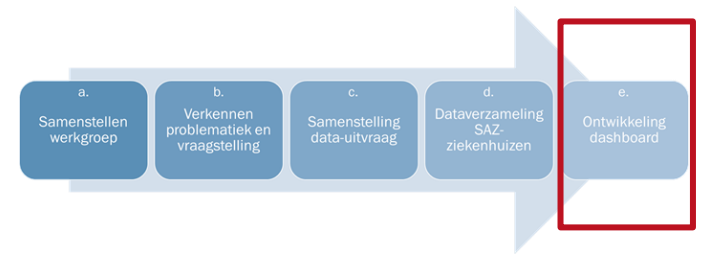 a.
Samenstellen
werkgroep
b.
Verkennen
problematiek en
vraagstelling
c.
Samenstelling
data-uitvraag
d.
Dataverzameling
SAZ-
ziekenhuizen
e.
Ontwikkeling
dashboard